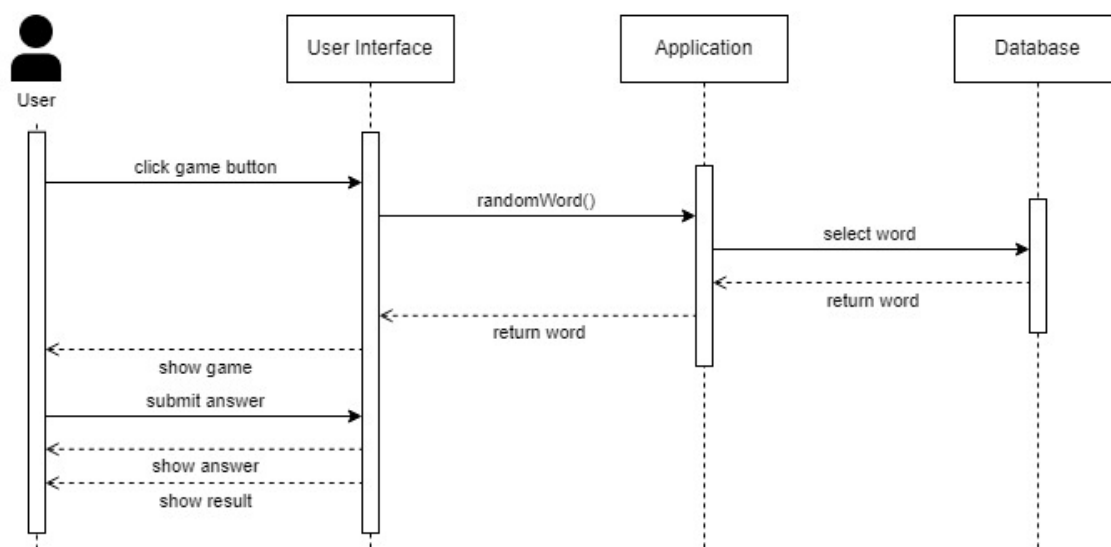 User Interface
Application
Database
User
click game button
randomWord()
select word
return word
return word
show game
submit answer
show answer
show result